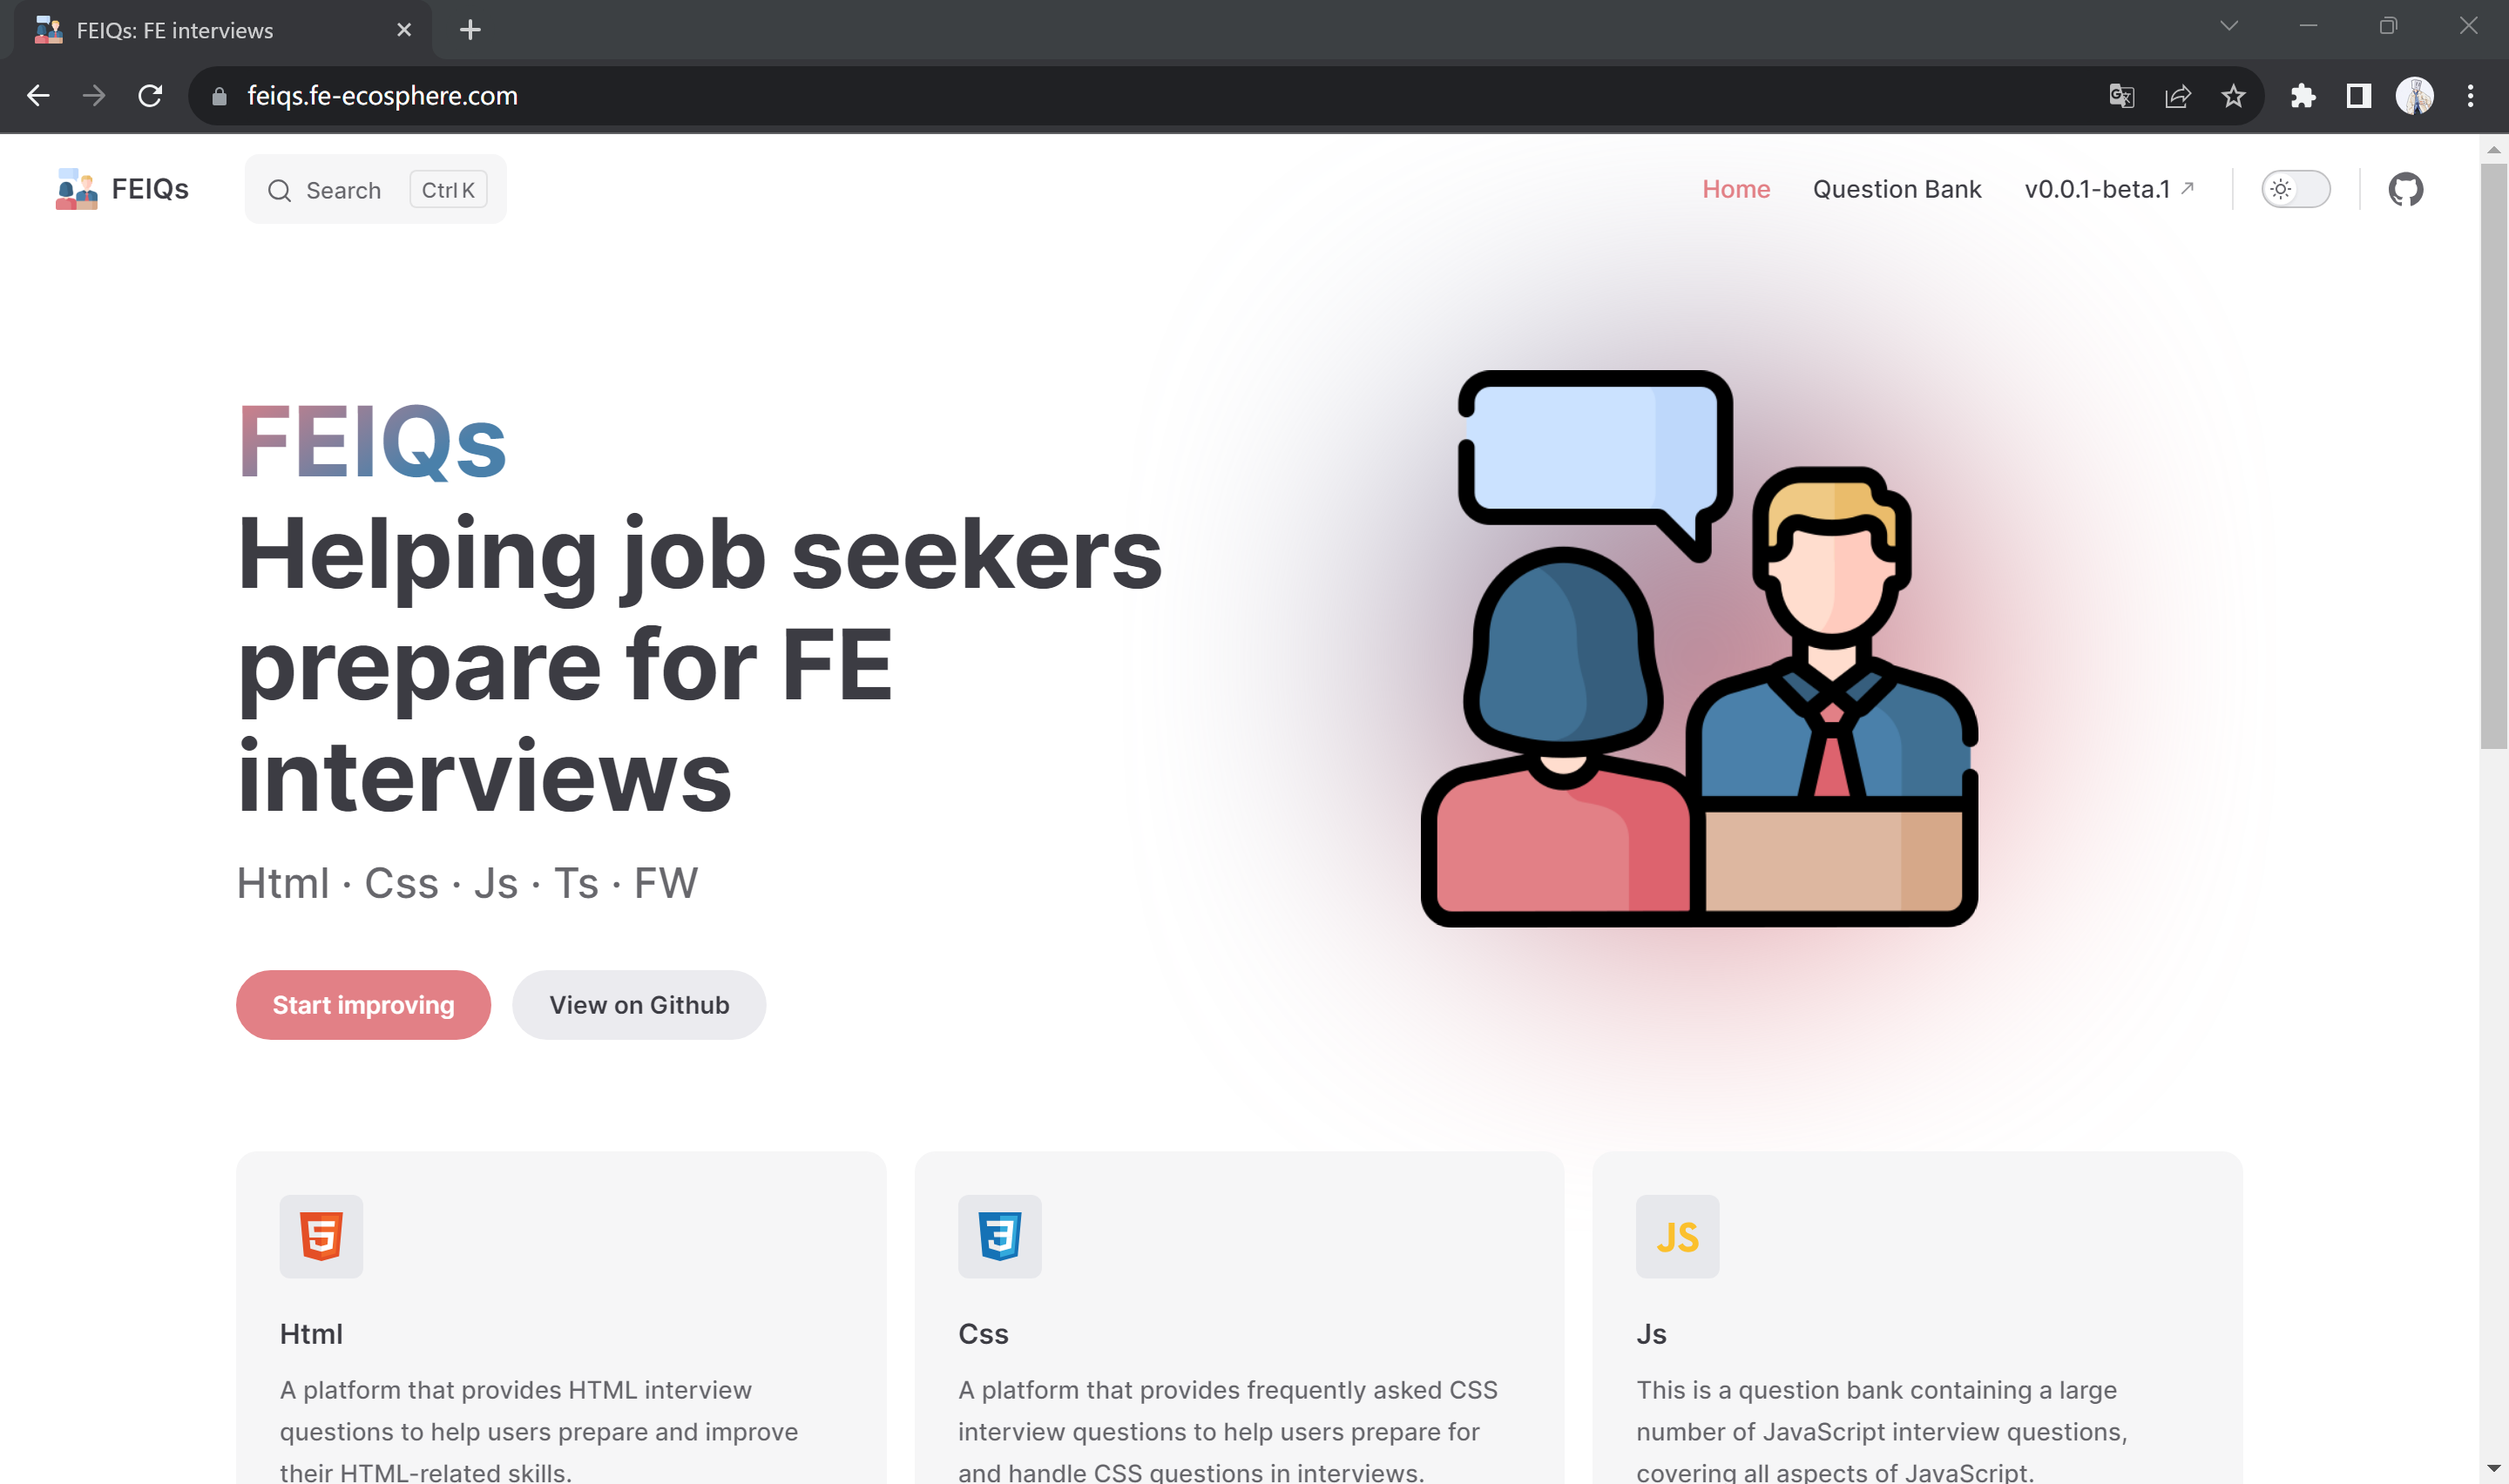 FEIQs: FE interviews
feiqs.fe-ecosphere.com
FEIQs
Search
Ctrl K
Home
Question Bank
v0.0.1-beta.1
FEIQs
Helping job seekers
prepare for FE
interviews
Html · Css · Js · Ts · FW
Start improving
View on Github
5
Html
A platform that provides HTML interview
questions to help users prepare and improve
their HTML-related skills.
3
Css
A platform that provides frequently asked CSS
interview questions to help users prepare for
and handle CSS questions in interviews.
JS
Js
This is a question bank containing a large
number of JavaScript interview questions,
covering all aspects of JavaScript.